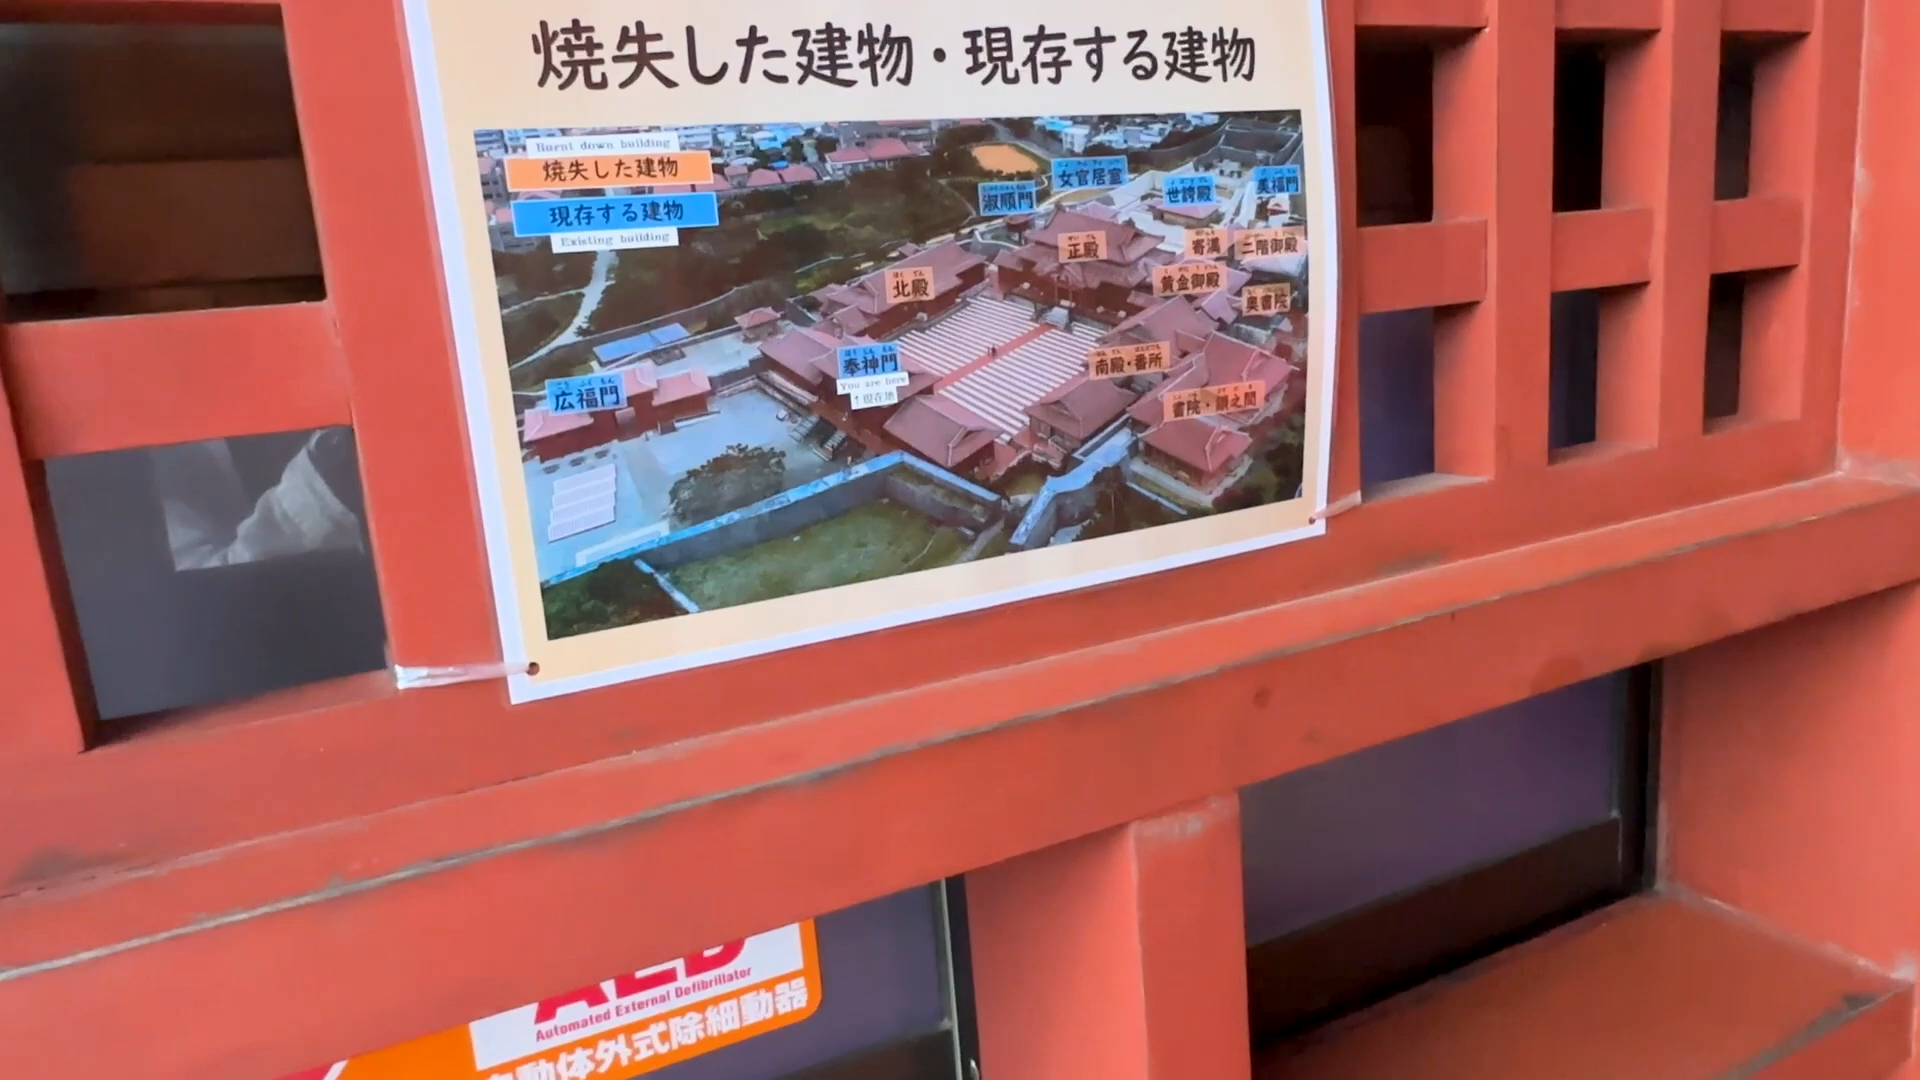 焼失した建物・現存する建物
Burnt down building
焼失した建物
現存する建物
Existing building
淑順門
女官居室
世誇殿
美福門
正殿
寄満
二階御殿
黄金御殿
奥書院
北殿
奉神門
You are here
↑現在地
広福門
南殿・番所
書院・鎖之間
AED
Automated External Defibrillator
自動体外式除細動器